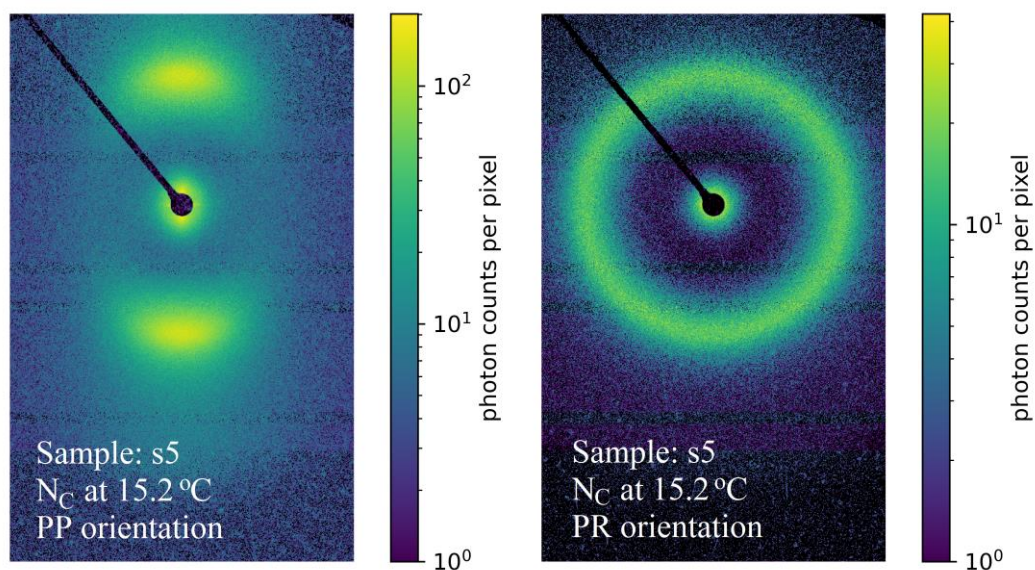 Sample: s5
N_C at 15.2 °C
PP orientation
10²
10¹
10⁰
photon counts per pixel
Sample: s5
N_C at 15.2 °C
PR orientation
10¹
10⁰
photon counts per pixel